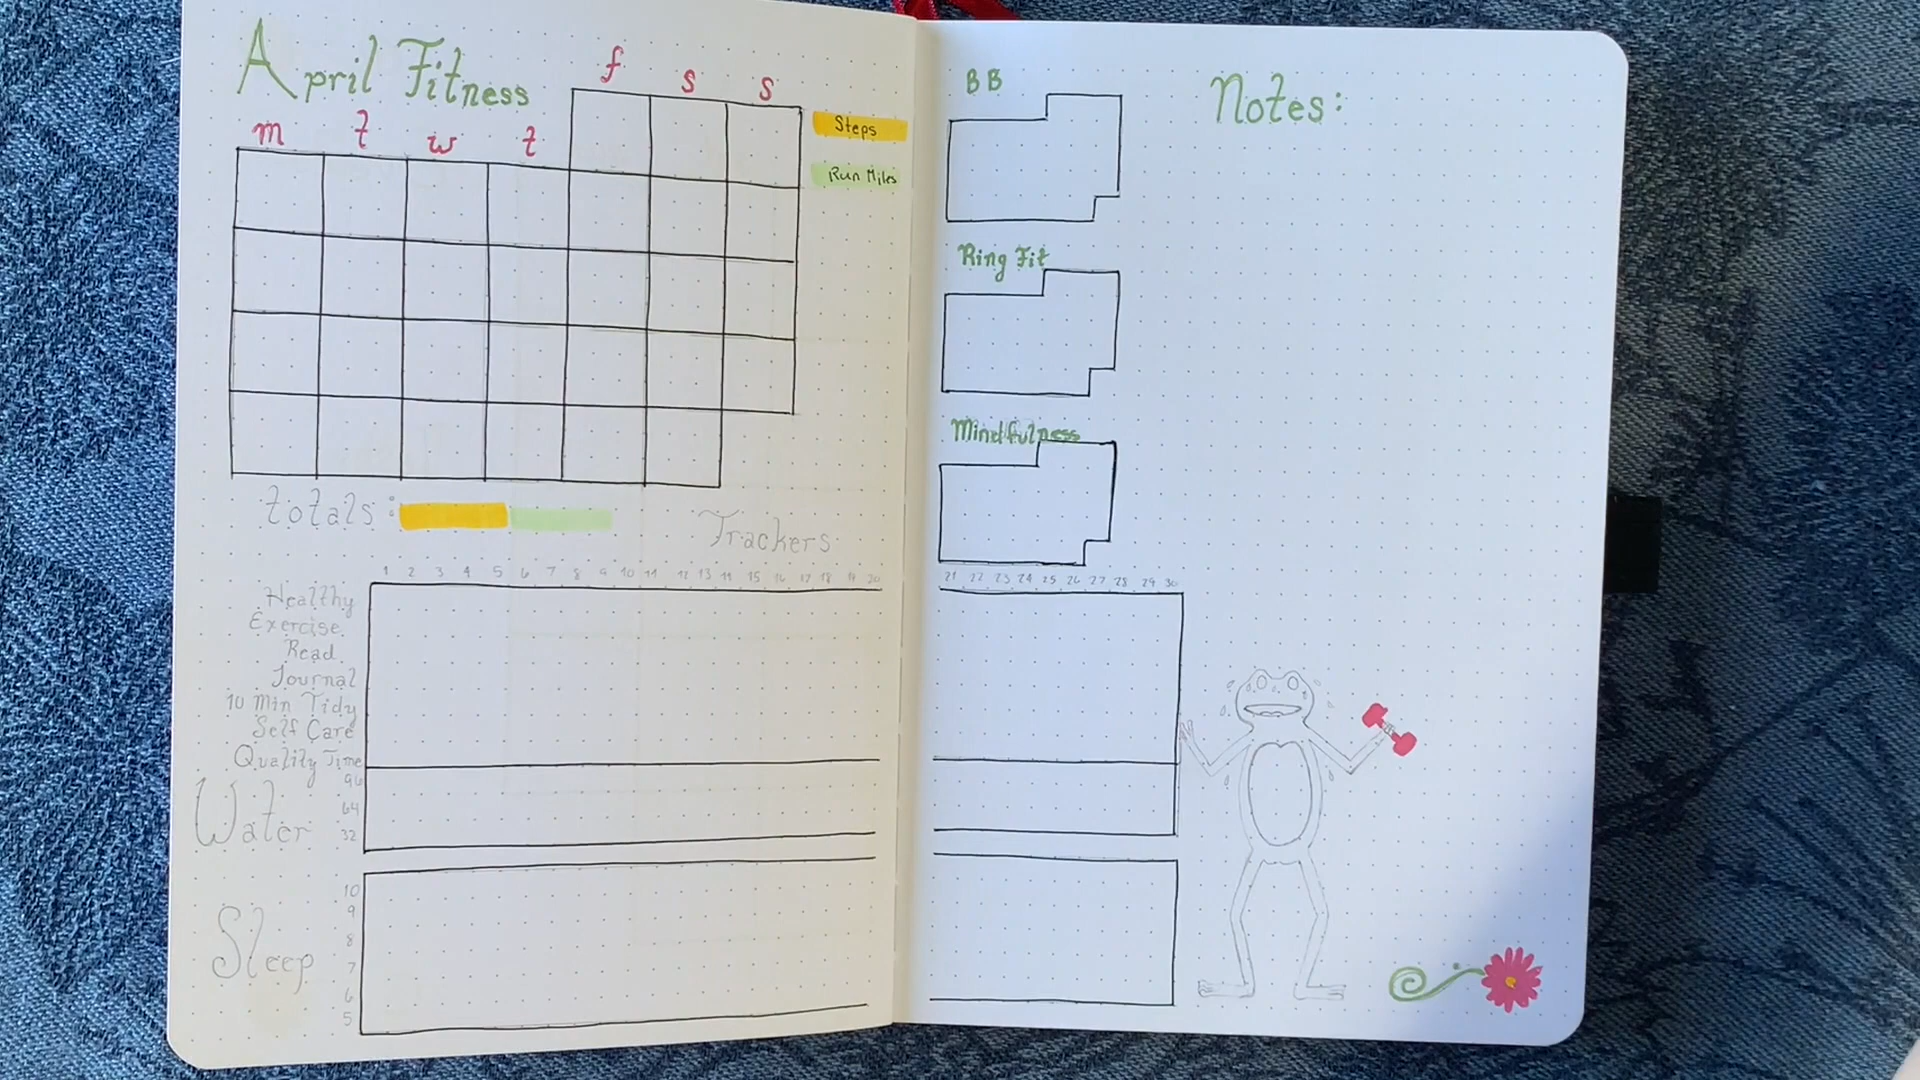 April Fitness
m t w t f s s
Steps
Run Miles
totals:
Trackers
1 2 3 4 5 6 7 8 9 10 11 12 13 14 15 16 17 18 19 20
Healthy
Exercise
Read
Journal
10 Min Tidy
Self Care
Quality Time
Water
96
64
32
Sleep
10
9
8
7
6
5
BB
Ring Fit
Mindfulness
21 22 23 24 25 26 27 28 29 30
Notes: